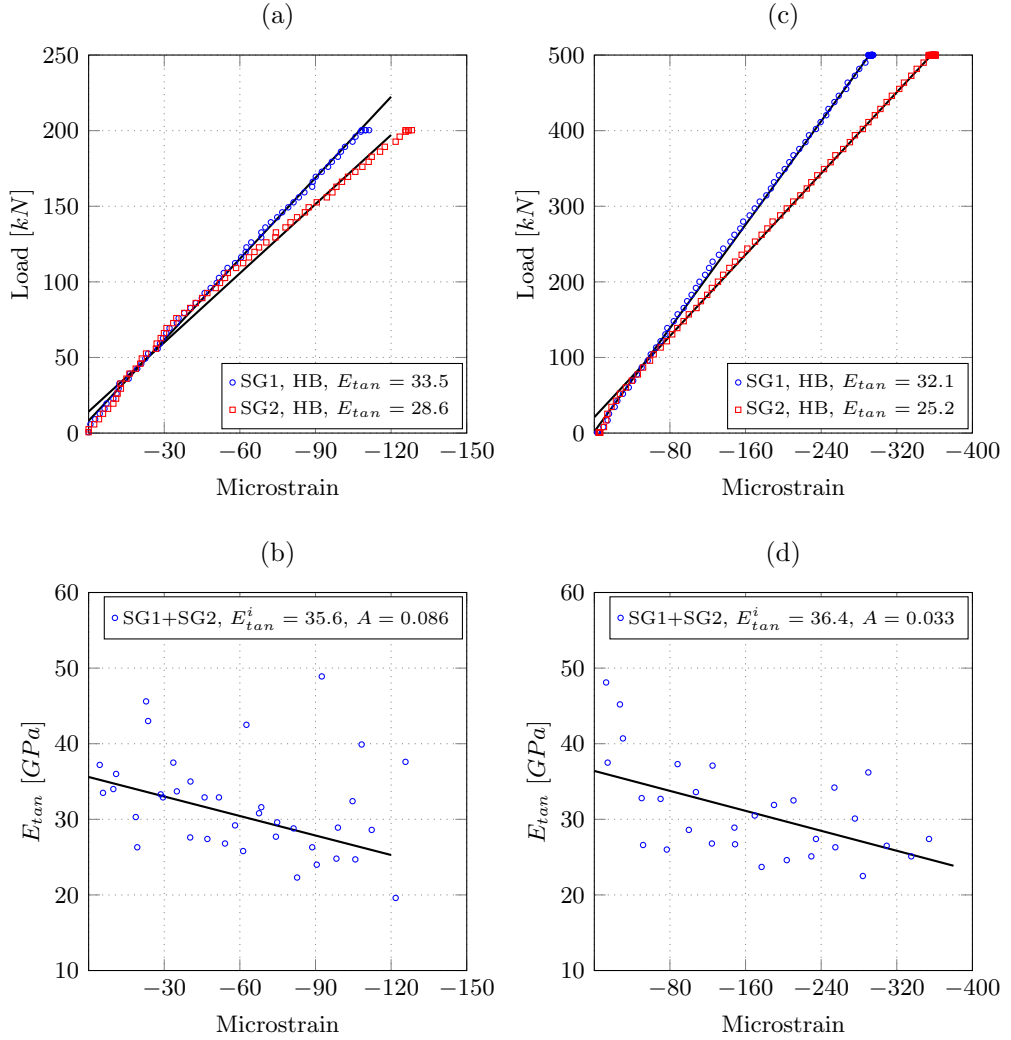 (a)
250
200
150
100
50
0
Load [kN]
−30
−60
−90
−120
−150
Microstrain
SG1, HB, E_tan = 33.5
SG2, HB, E_tan = 28.6
(c)
500
400
300
200
100
0
Load [kN]
−80
−160
−240
−320
−400
Microstrain
SG1, HB, E_tan = 32.1
SG2, HB, E_tan = 25.2
(b)
60
50
40
30
20
10
E_tan [GPa]
−30
−60
−90
−120
−150
Microstrain
SG1+SG2, E^i_tan = 35.6, A = 0.086
(d)
60
50
40
30
20
10
E_tan [GPa]
−80
−160
−240
−320
−400
Microstrain
SG1+SG2, E^i_tan = 36.4, A = 0.033